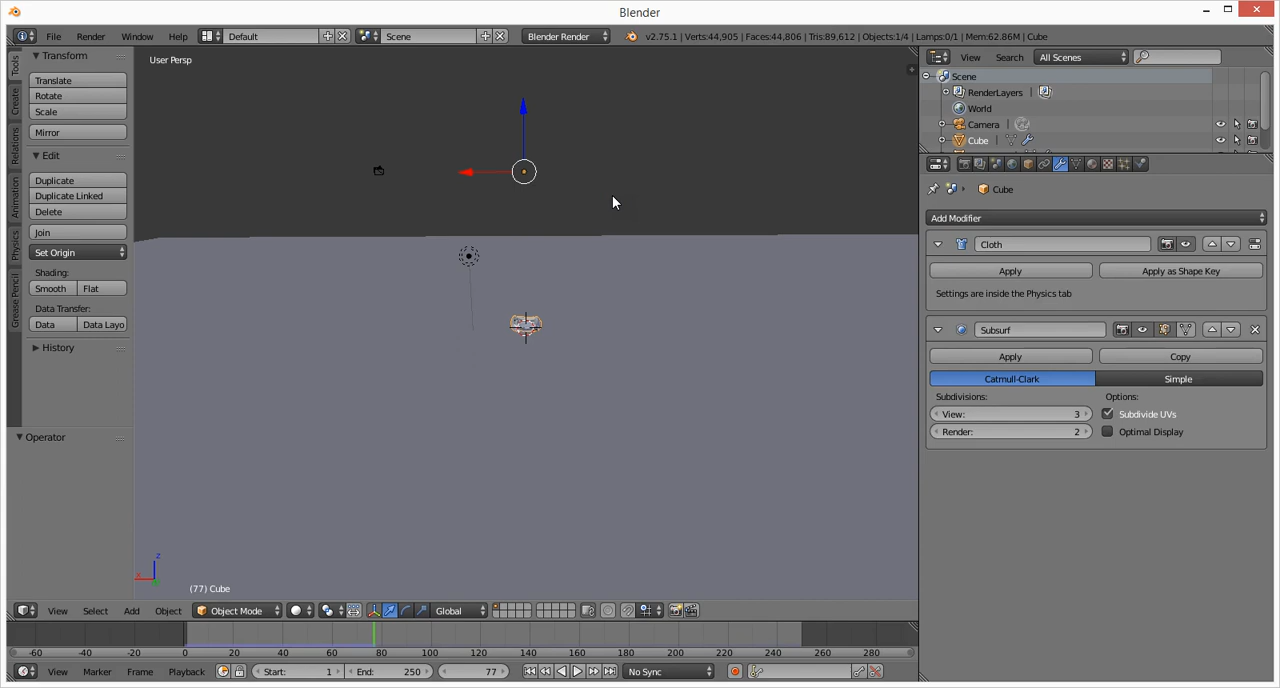 Blender
File Render Window Help Default Scene Blender Render v2.75.1 | Verts:44,905 | Faces:44,806 | Tris:89,612 | Objects:1/4 | Lamps:0/1 | Mem:62.86M | Cube
View Search All Scenes
Scene
RenderLayers
World
Camera
Cube
Tools
Create
Relations
Animation
Physics
Grease Pencil
Transform
Translate
Rotate
Scale
Mirror
Edit
Duplicate
Duplicate Linked
Delete
Join
Set Origin
Shading:
Smooth Flat
Data Transfer:
Data Data Layo
History
Operator
User Persp
x
z
(77) Cube
Cube
Add Modifier
Cloth
Apply Apply as Shape Key
Settings are inside the Physics tab
Subsurf
Apply Copy
Catmull-Clark Simple
Subdivisions: Options:
View: 3 Subdivide UVs
Render: 2 Optimal Display
View Select Add Object Object Mode Global
-60 -40 -20 0 20 40 60 80 100 120 140 160 180 200 220 240 260 280
View Marker Frame Playback Start: 1 End: 250 77 No Sync